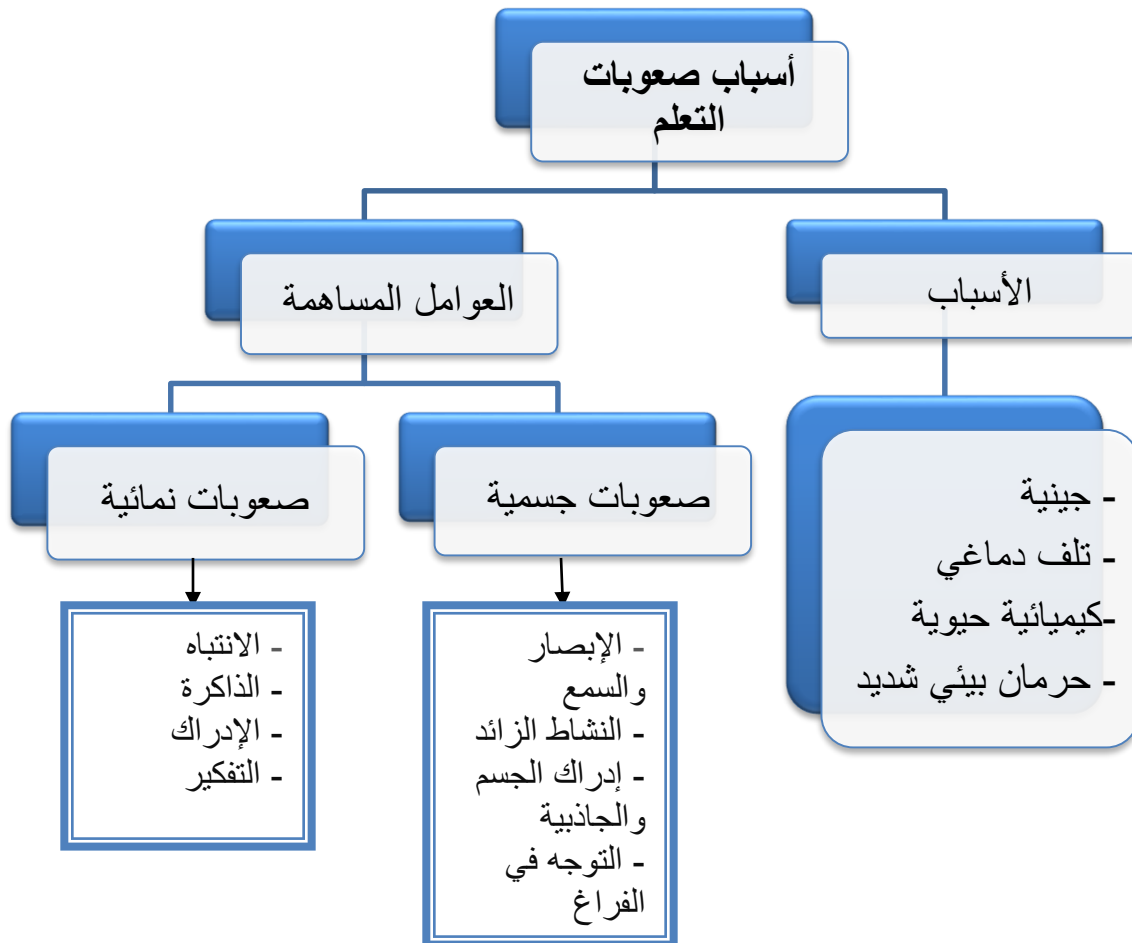 أسباب صعوبات
التعلم
الأسباب
العوامل المساهمة
- جينية
- تلف دماغي
-كيميائية حيوية
- حرمان بيئي شديد
صعوبات جسمية
صعوبات نمائية
- الإبصار
والسمع
- النشاط الزائد
- إدراك الجسم
والجاذبية
- التوجه في
الفراغ
- الانتباه
- الذاكرة
- الإدراك
- التفكير